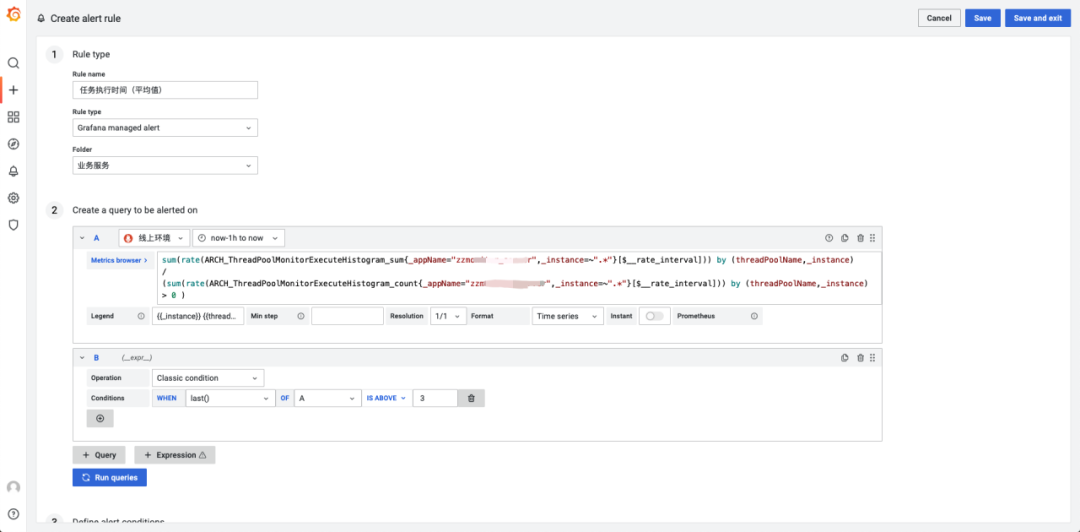 Create alert rule
Cancel
Save
Save and exit
1 Rule type
Rule name
任务执行时间（平均值）
Rule type
Grafana managed alert
Folder
业务服务
2 Create a query to be alerted on
A 线上环境 now-1h to now
Metrics browser >
sum(rate(ARCH_ThreadPoolMonitorExecuteHistogram_sum{_appName="",_instance=~".*"}[$__rate_interval])) by (threadPoolName,_instance)
/
(sum(rate(ARCH_ThreadPoolMonitorExecuteHistogram_count{_appName="",_instance=~".*"}[$__rate_interval])) by (threadPoolName,_instance)
> 0 )
Legend {{_instance}} {{thread... Min step Resolution 1/1 Format Time series Instant Prometheus
B (__expr__)
Operation Classic condition
Conditions WHEN last() OF A IS ABOVE 3
+ Query + Expression
Run queries
3 Define alert conditions